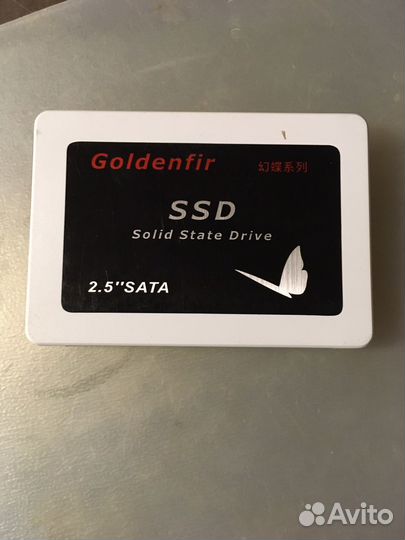 Goldenfir 幻蝶系列
SSD
Solid State Drive
2.5"SATA
Avito